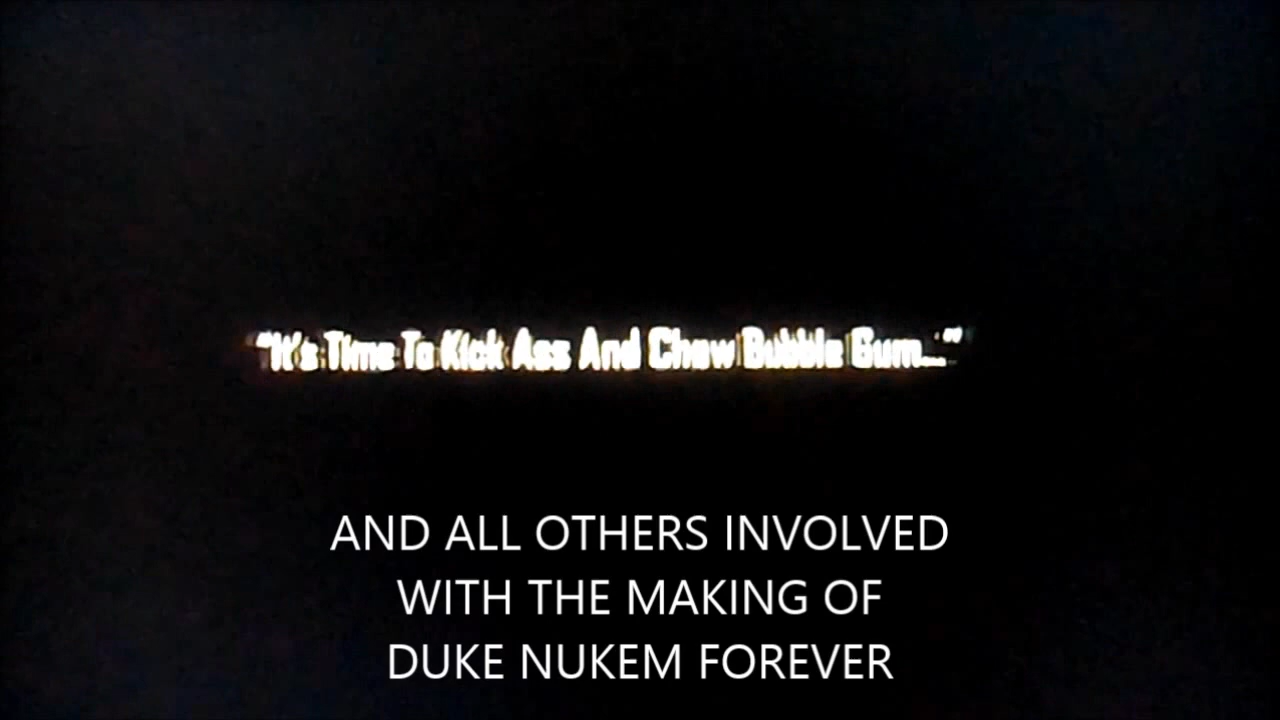 "It's Time To Kick Ass And Chew Bubble Gum..."
AND ALL OTHERS INVOLVED
WITH THE MAKING OF
DUKE NUKEM FOREVER